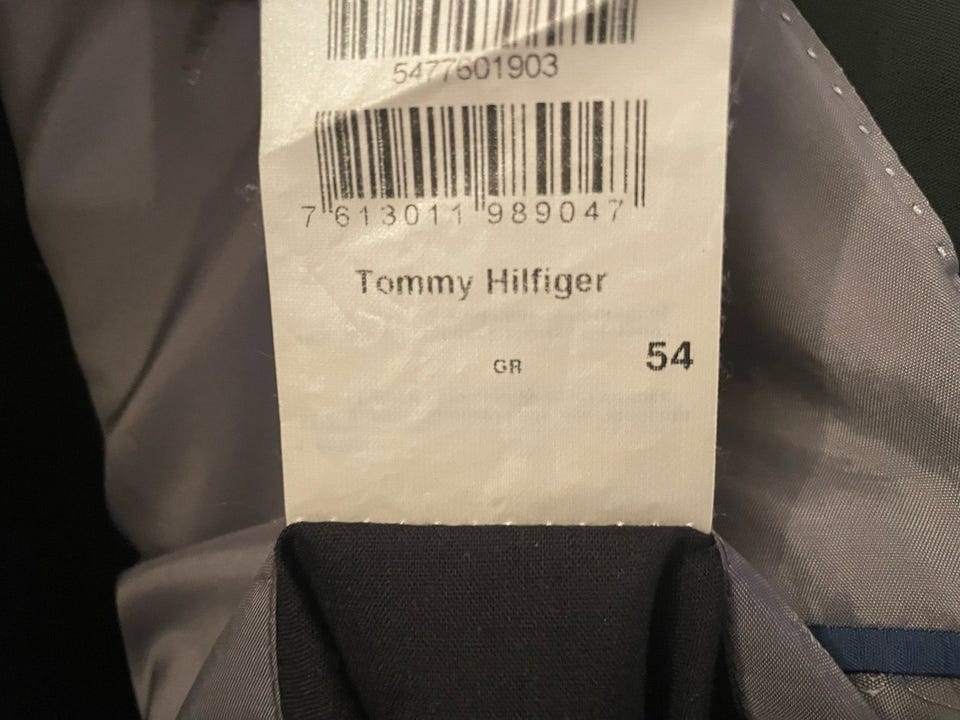 5477601903
7 613011 989047
Tommy Hilfiger
GR 54